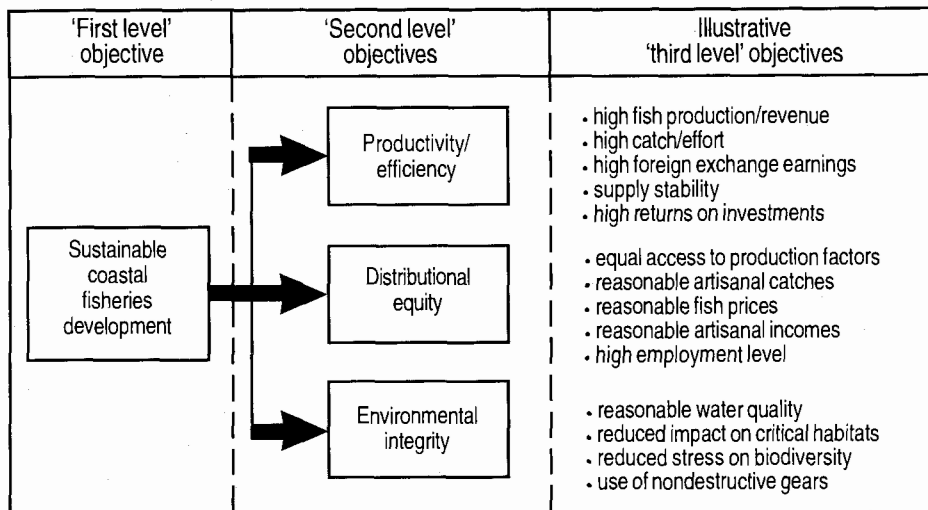 'First level'
objective
'Second level'
objectives
Illustrative
'third level' objectives
Sustainable
coastal
fisheries
development
Productivity/
efficiency
• high fish production/revenue
• high catch/effort
• high foreign exchange earnings
• supply stability
• high returns on investments
Distributional
equity
• equal access to production factors
• reasonable artisanal catches
• reasonable fish prices
• reasonable artisanal incomes
• high employment level
Environmental
integrity
• reasonable water quality
• reduced impact on critical habitats
• reduced stress on biodiversity
• use of nondestructive gears